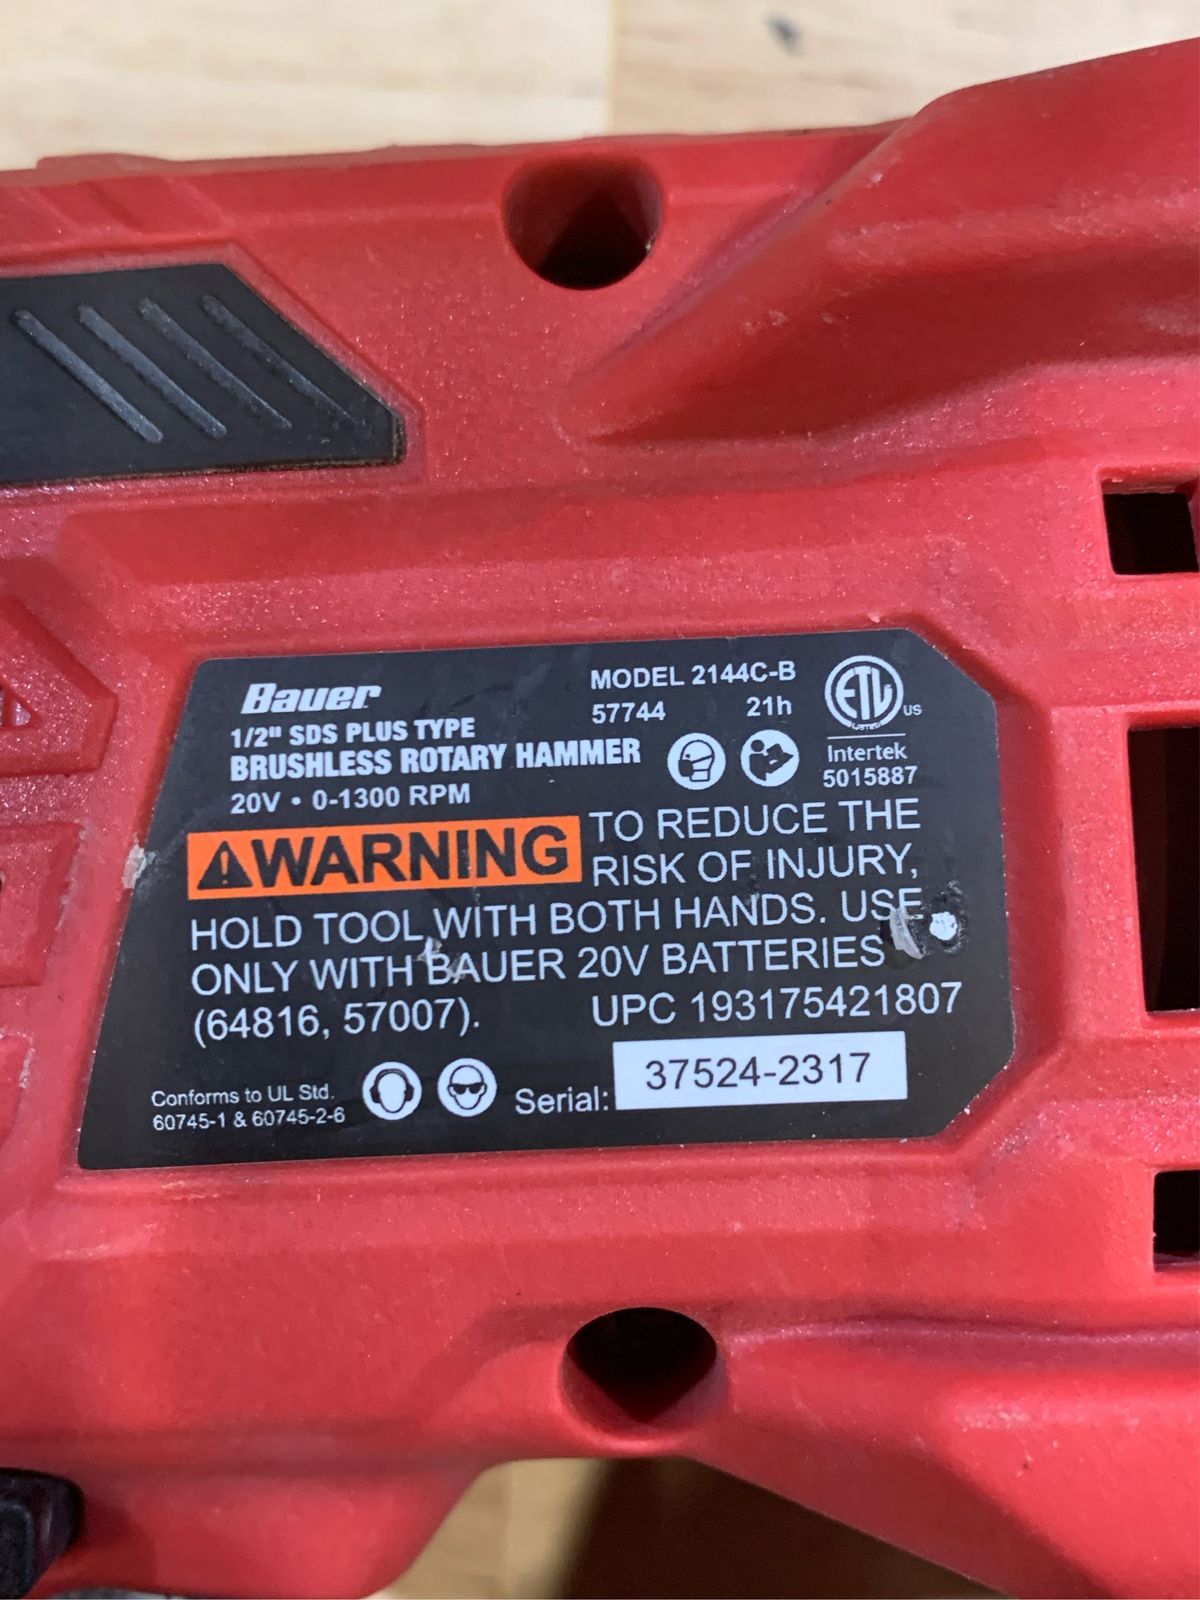 Bauer
1/2" SDS PLUS TYPE
BRUSHLESS ROTARY HAMMER
20V • 0-1300 RPM
MODEL 2144C-B
57744 21h
ETL
LISTED
US
Intertek
5015887
WARNING TO REDUCE THE
RISK OF INJURY,
HOLD TOOL WITH BOTH HANDS. USE
ONLY WITH BAUER 20V BATTERIES
(64816, 57007). UPC 193175421807
Conforms to UL Std.
60745-1 & 60745-2-6
Serial: 37524-2317